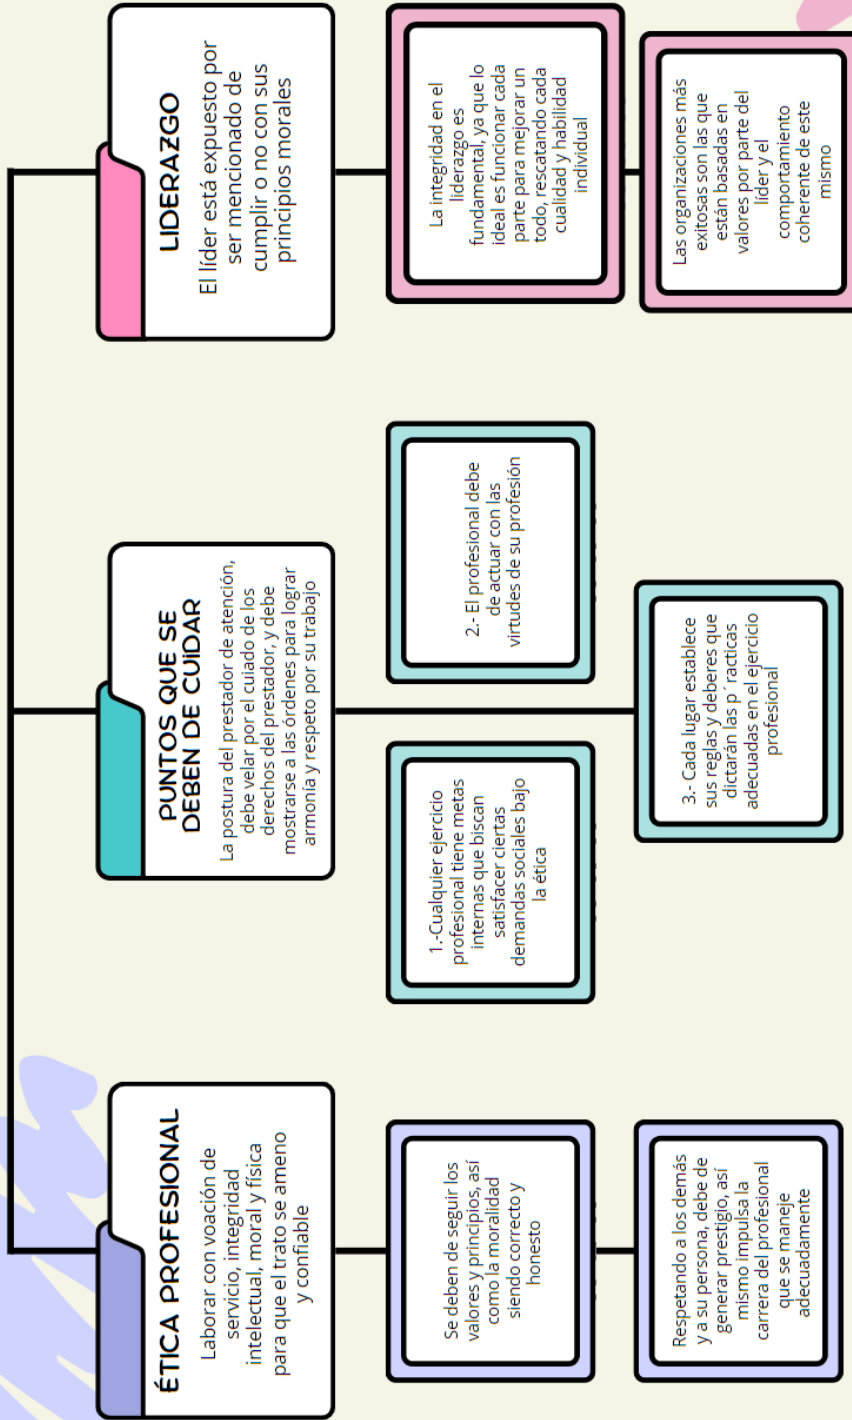 ÉTICA PROFESIONAL
Laborar con voación de
servicio, integridad
intelectual, moral y física
para que el trato se ameno
y confiable
Se deben de seguir los
valores y principios, así
como la moralidad
siendo correcto y
honesto
Respetando a los demás
y a su persona, debe de
generar prestigio, así
mismo impulsa la
carrera del profesional
que se maneje
adecuadamente
PUNTOS QUE SE
DEBEN DE CUIDAR
La postura del prestador de atención,
debe velar por el cuiado de los
derechos del prestador, y debe
mostrarse a las órdenes para lograr
armonía y respeto por su trabajo
1.-Cualquier ejercicio
profesional tiene metas
internas que biscan
satisfacer ciertas
demandas sociales bajo
la ética
2.- El profesional debe
de actuar con las
virtudes de su profesión
3.- Cada lugar establece
sus reglas y deberes que
dictarán las p´racticas
adecuadas en el ejercicio
profesional
LIDERAZGO
El líder está expuesto por
ser mencionado de
cumplir o no con sus
principios morales
La integridad en el
liderazgo es
fundamental, ya que lo
ideal es funcionar cada
parte para mejorar un
todo, rescatando cada
cualidad y habilidad
individual
Las organizaciones más
exitosas son las que
están basadas en
valores por parte del
líder y el
comportamiento
coherente de este
mismo